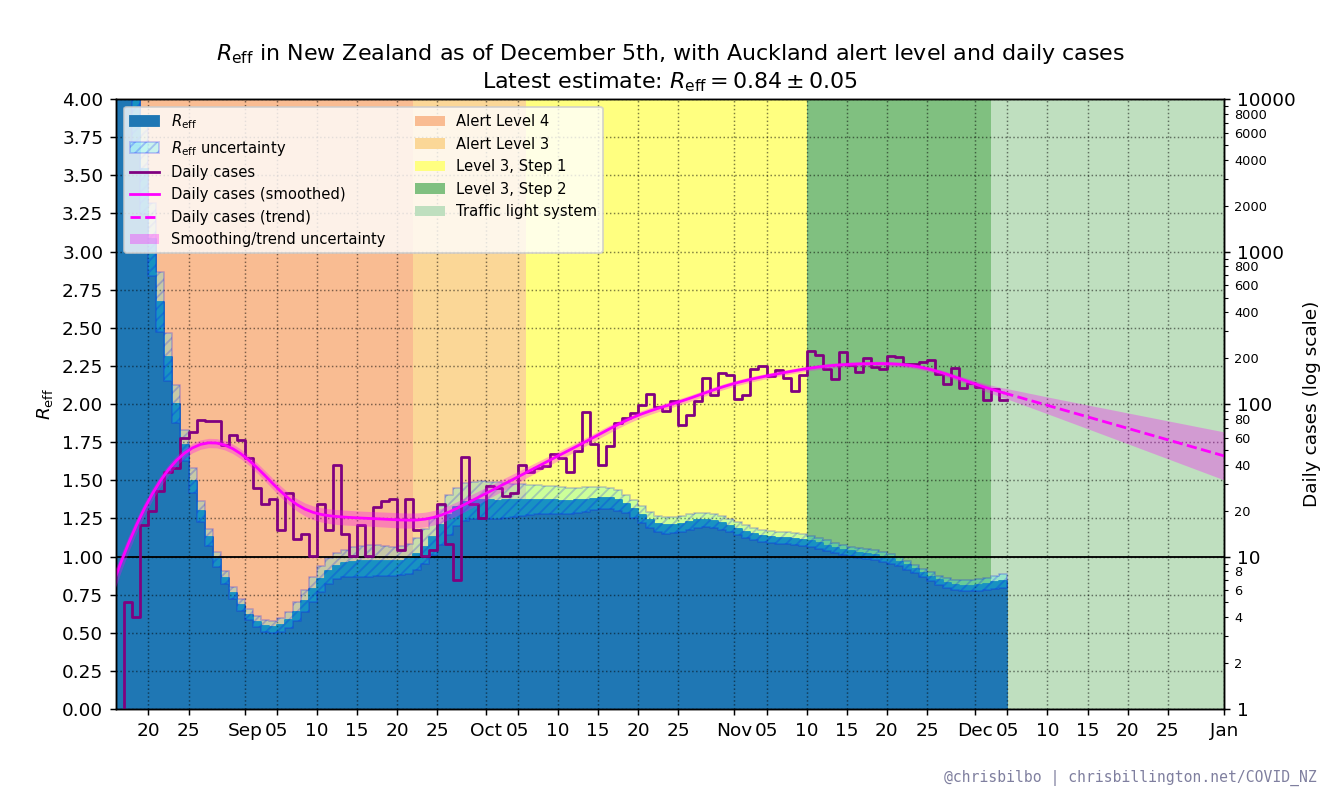 Reff in New Zealand as of December 5th, with Auckland alert level and daily cases
Latest estimate: Reff = 0.84 ± 0.05
Reff
Reff uncertainty
Daily cases
Daily cases (smoothed)
Daily cases (trend)
Smoothing/trend uncertainty
Alert Level 4
Alert Level 3
Level 3, Step 1
Level 3, Step 2
Traffic light system
Reff
4.00
3.75
3.50
3.25
3.00
2.75
2.50
2.25
2.00
1.75
1.50
1.25
1.00
0.75
0.50
0.25
0.00
10000
8000
6000
4000
2000
1000
800
600
400
200
100
80
60
40
20
10
8
6
4
2
1
Daily cases (log scale)
20 25 Sep 05 10 15 20 25 Oct 05 10 15 20 25 Nov 05 10 15 20 25 Dec 05 10 15 20 25 Jan
@chrisbilbo | chrisbillington.net/COVID_NZ